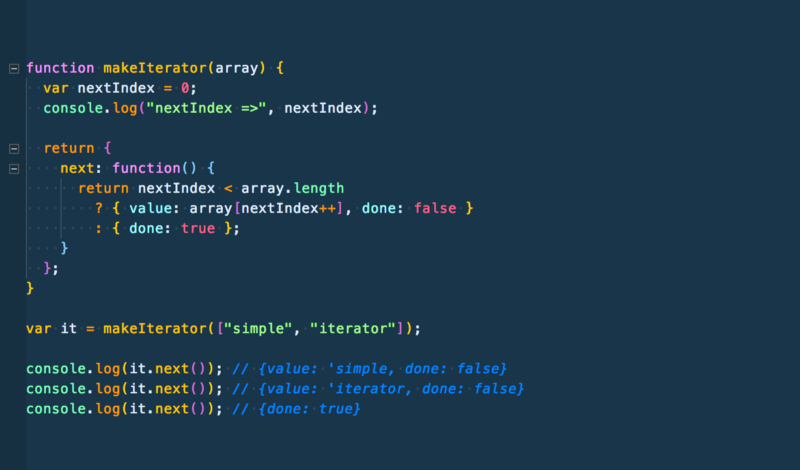 function makeIterator(array) {
  var nextIndex = 0;
  console.log("nextIndex =>", nextIndex);
  return {
    next: function() {
      return nextIndex < array.length
        ? { value: array[nextIndex++], done: false }
        : { done: true };
    }
  };
}
var it = makeIterator(["simple", "iterator"]);
console.log(it.next()); // {value: 'simple, done: false}
console.log(it.next()); // {value: 'iterator, done: false}
console.log(it.next()); // {done: true}